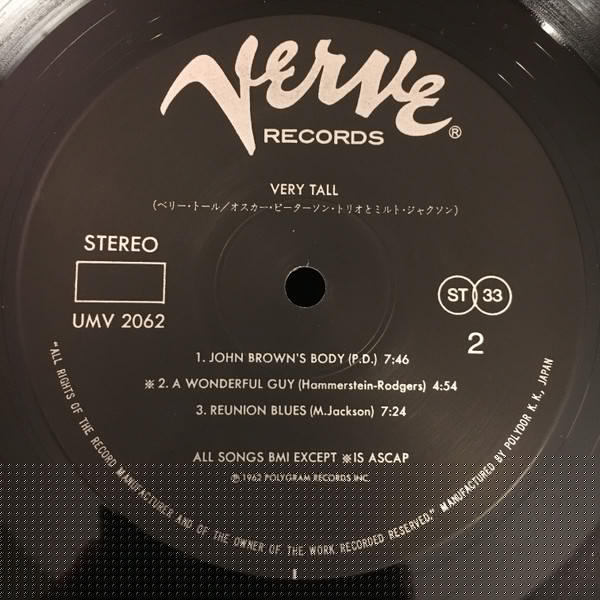 Verve
RECORDS ®
VERY TALL
(ベリー・トール/オスカー・ピーターソン・トリオとミルト・ジャクソン)
STEREO
UMV 2062
ST 33
2
1. JOHN BROWN'S BODY (P.D.) 7:46
※ 2. A WONDERFUL GUY (Hammerstein-Rodgers) 4:54
3. REUNION BLUES (M.Jackson) 7:24
ALL SONGS BMI EXCEPT ※IS ASCAP
℗ 1962 POLYGRAM RECORDS INC.
"ALL RIGHTS OF THE RECORD MANUFACTURER AND OF THE OWNER OF THE WORK RECORDED RESERVED." MANUFACTURED BY POLYDOR K. K., JAPAN